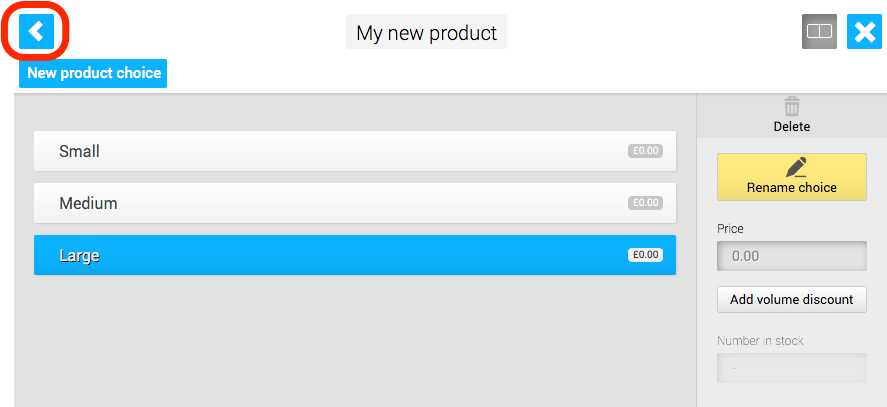 My new product
New product choice
Small £0.00
Medium £0.00
Large £0.00
Delete
Rename choice
Price
0.00
Add volume discount
Number in stock
-